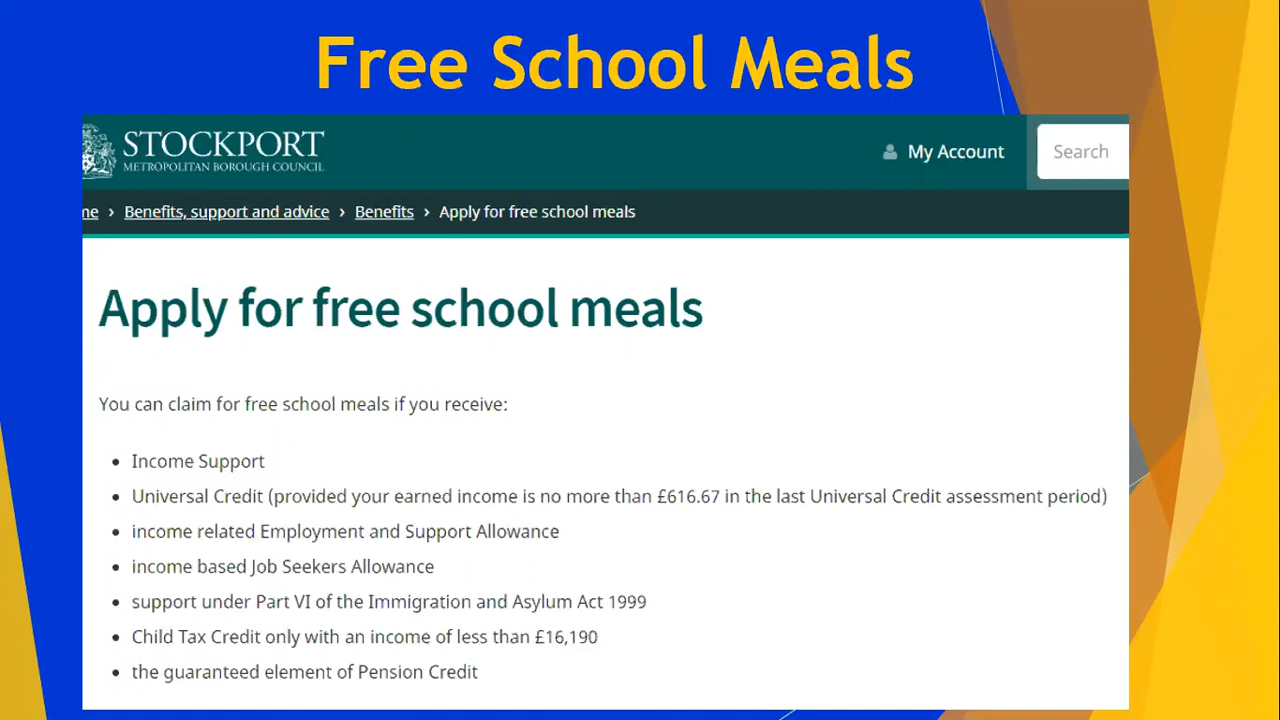 Free School Meals
STOCKPORT
METROPOLITAN BOROUGH COUNCIL
My Account
Search
me › Benefits, support and advice › Benefits › Apply for free school meals
Apply for free school meals
You can claim for free school meals if you receive:
• Income Support
• Universal Credit (provided your earned income is no more than £616.67 in the last Universal Credit assessment period)
• income related Employment and Support Allowance
• income based Job Seekers Allowance
• support under Part VI of the Immigration and Asylum Act 1999
• Child Tax Credit only with an income of less than £16,190
• the guaranteed element of Pension Credit